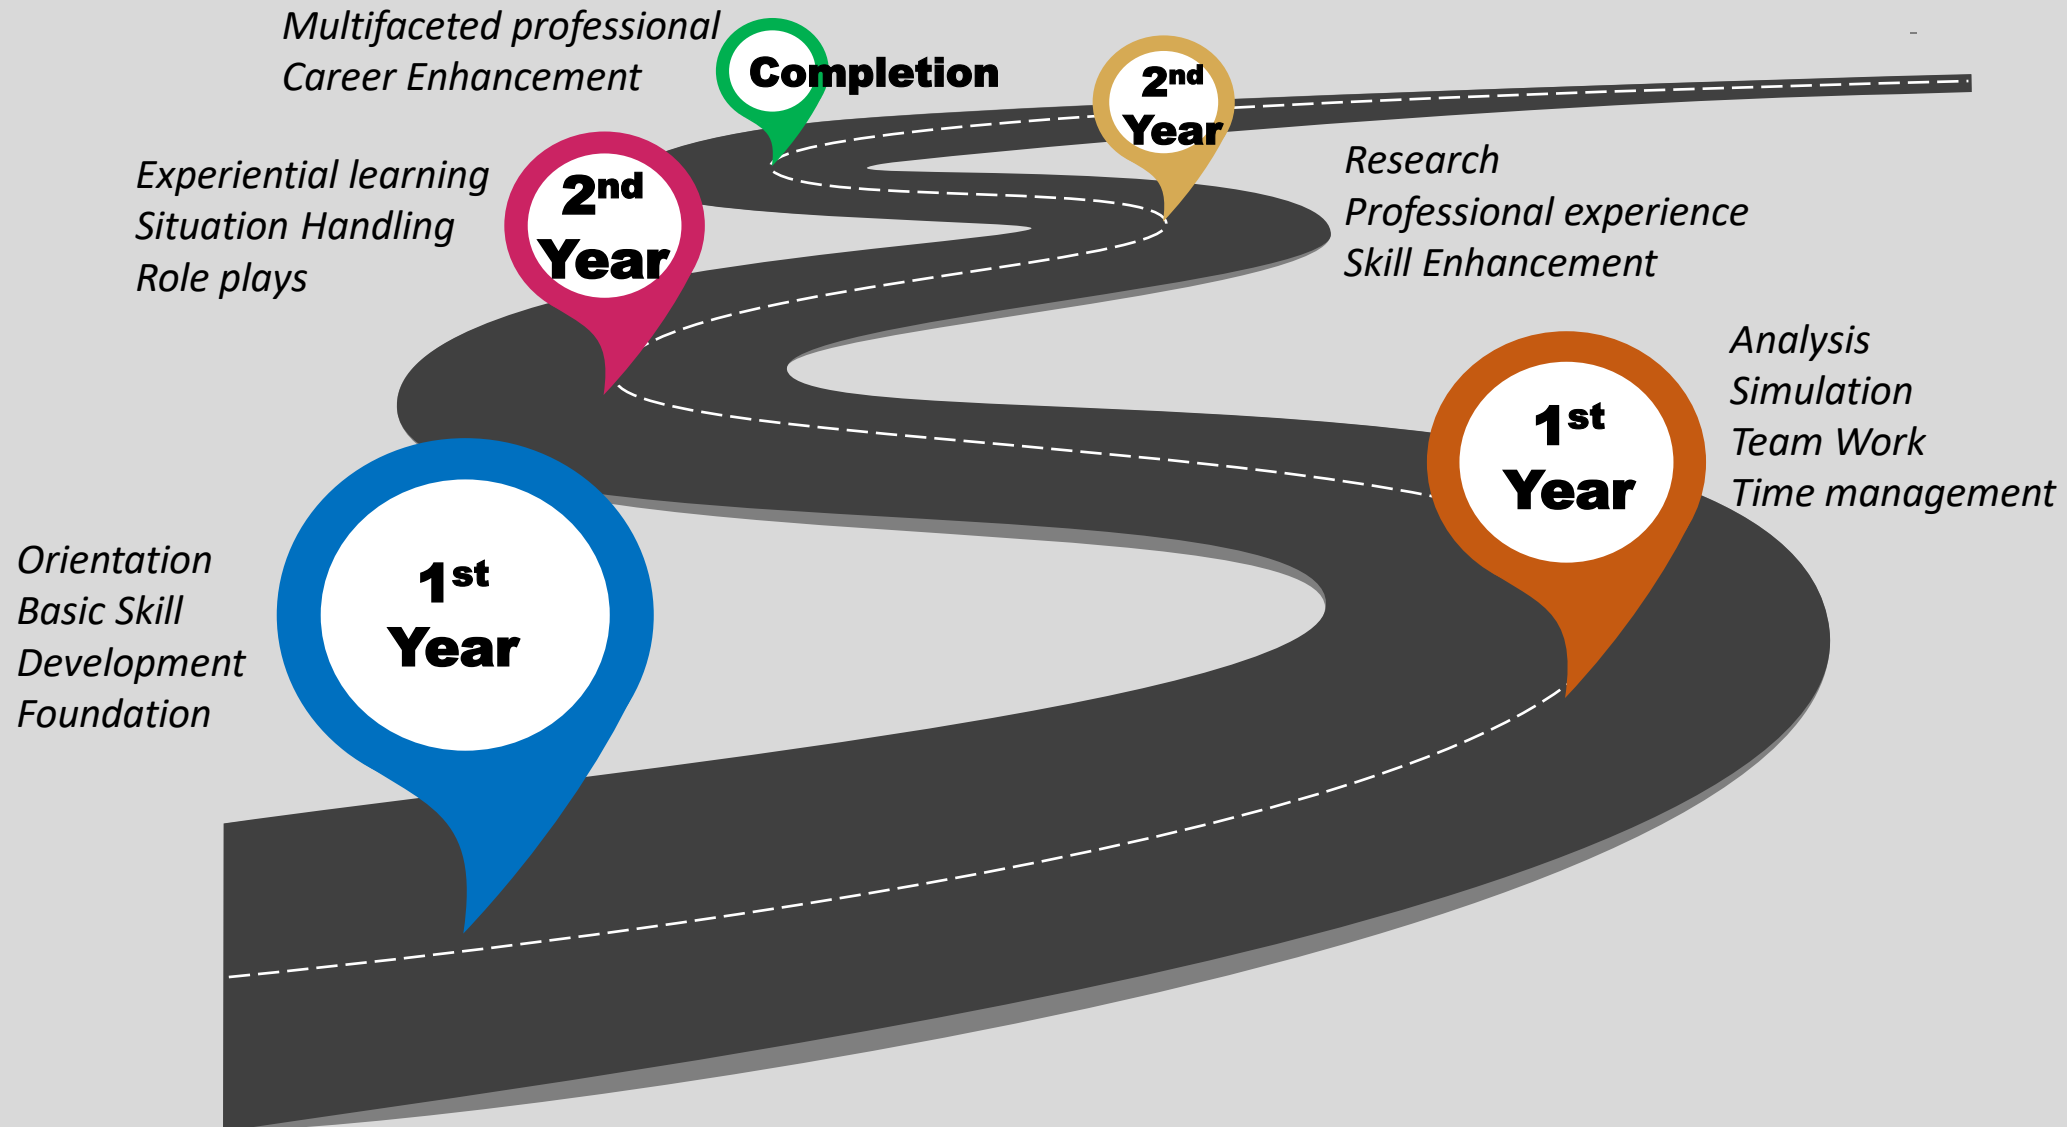 Multifaceted professional
Career Enhancement
Completion
2nd
Year
Experiential learning
Situation Handling
Role plays
2nd
Year
Research
Professional experience
Skill Enhancement
Analysis
Simulation
Team Work
Time management
1st
Year
Orientation
Basic Skill
Development
Foundation
1st
Year